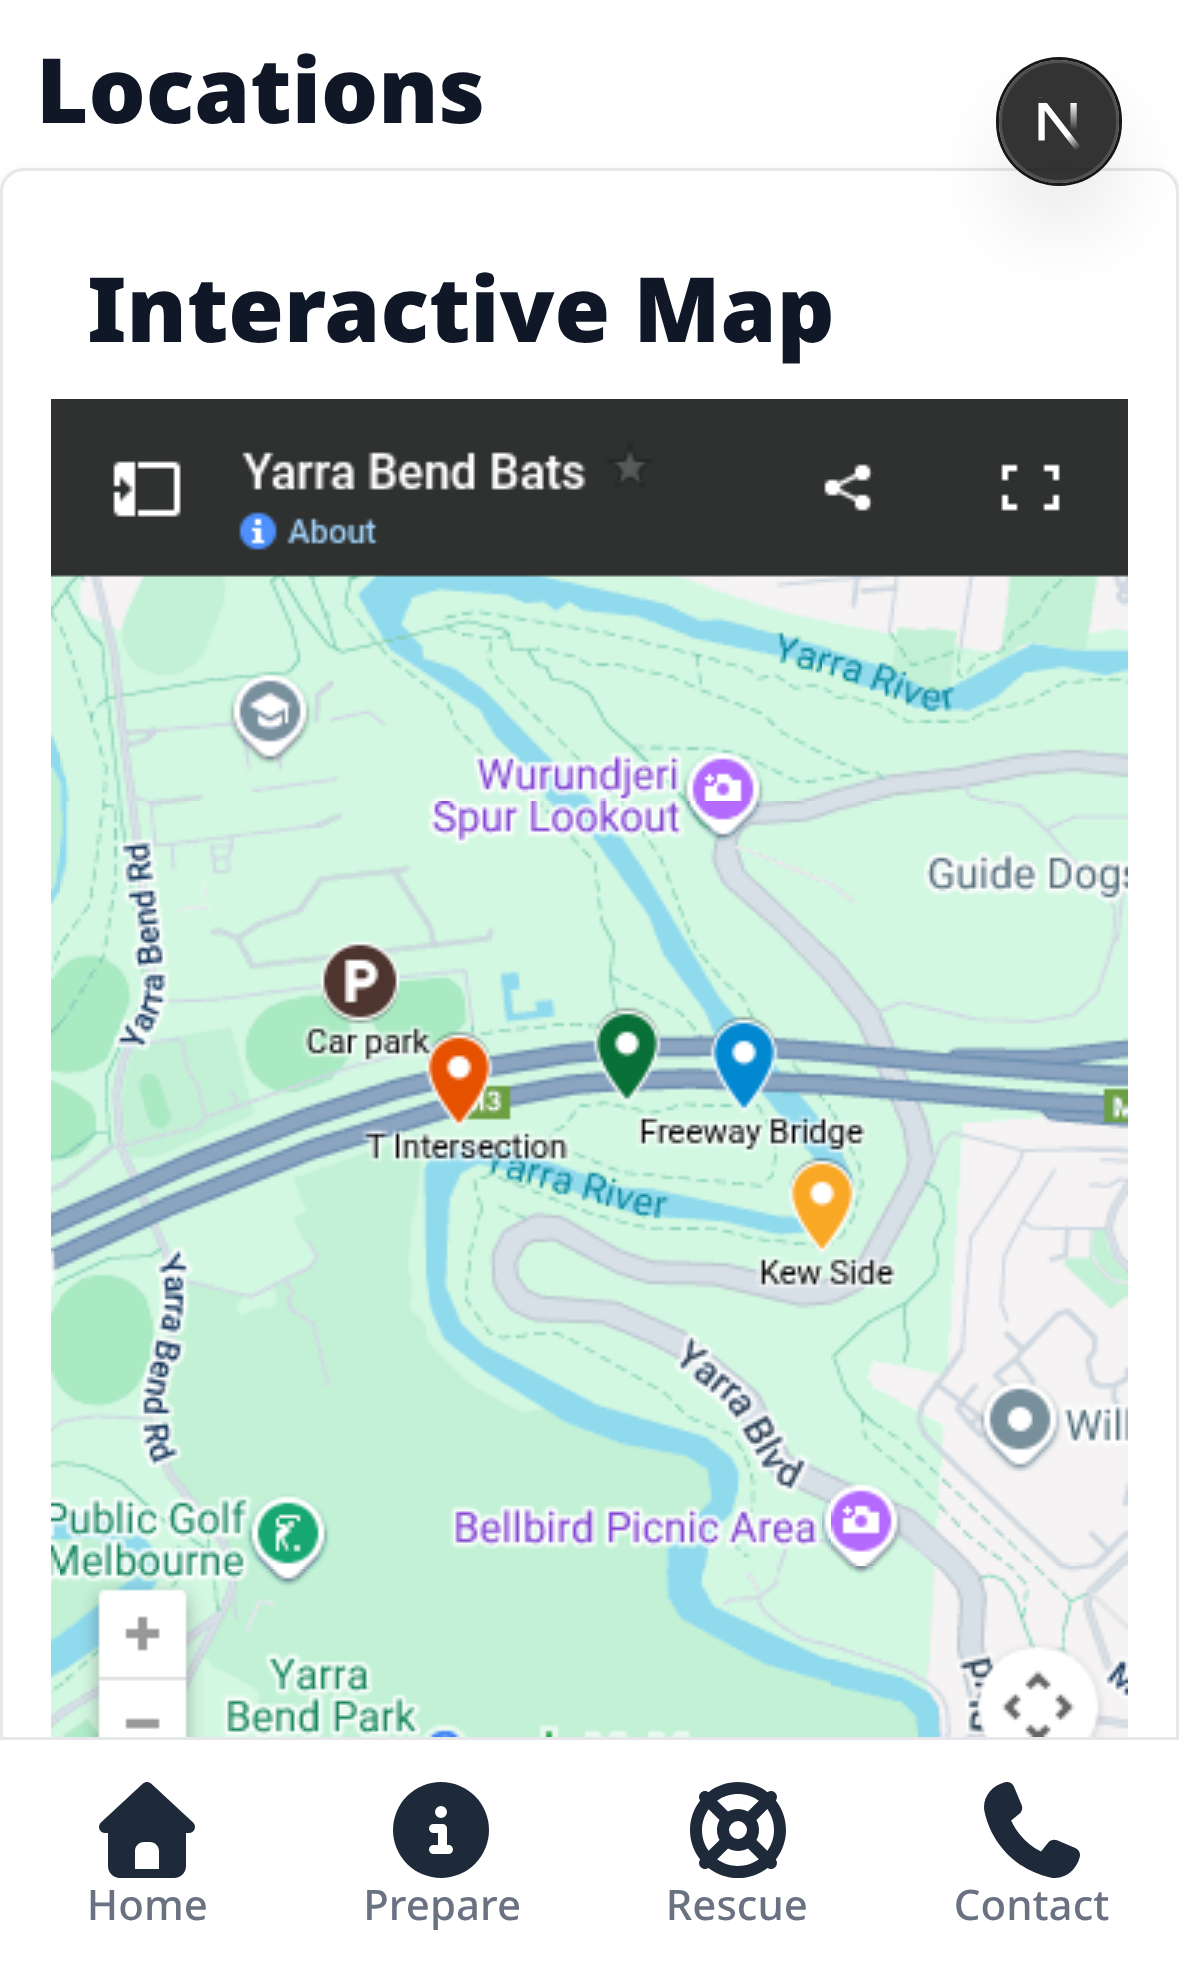 Locations
N
Interactive Map
Yarra Bend Bats
About
Yarra River
Wurundjeri
Spur Lookout
Guide Dogs
Yarra Bend Rd
P
Car park
T Intersection
Freeway Bridge
Yarra River
Kew Side
Yarra Bend Rd
Yarra Blvd
Will
Public Golf
Melbourne
Bellbird Picnic Area
Yarra
Bend Park
Home
Prepare
Rescue
Contact